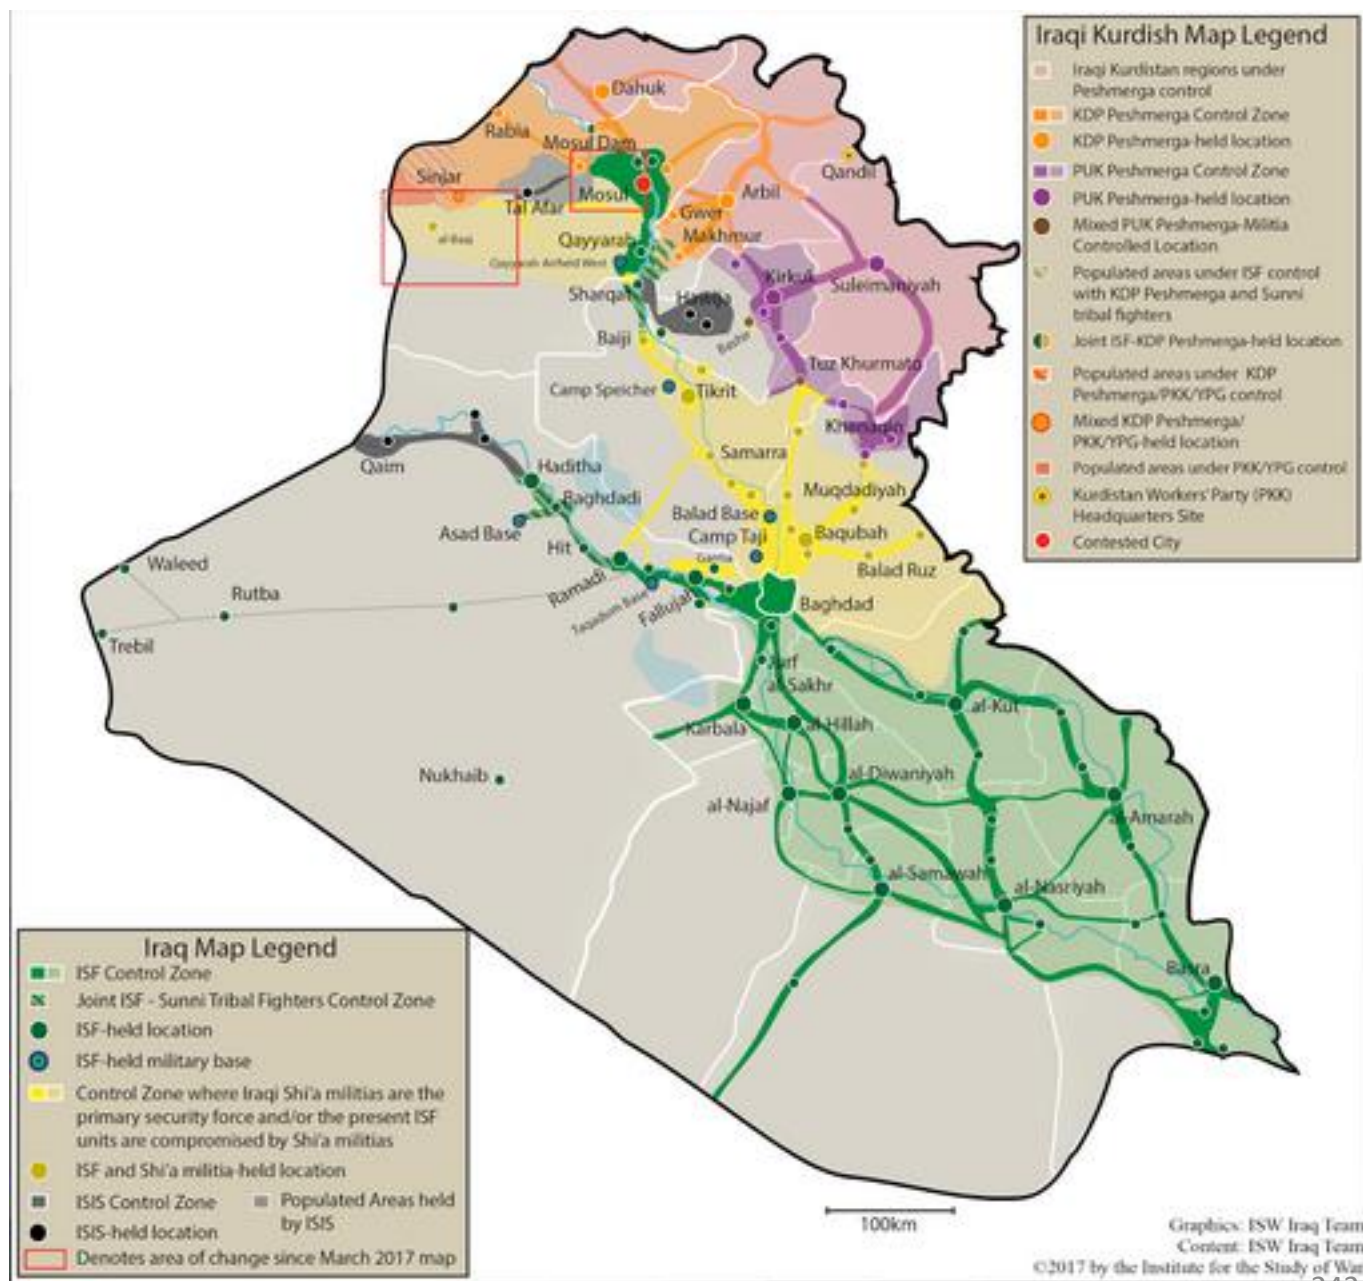 Iraqi Kurdish Map Legend
Iraqi Kurdistan regions under
Peshmerga control
KDP Peshmerga Control Zone
KDP Peshmerga-held location
PUK Peshmerga Control Zone
PUK Peshmerga-held location
Mixed PUK Peshmerga-Militia
Controlled Location
Populated areas under ISF control
with KDP Peshmerga and Sunni
tribal fighters
Joint ISF-KDP Peshmerga-held location
Populated areas under KDP
Peshmerga/PKK/YPG control
Mixed KDP Peshmerga/
PKK/YPG-held location
Populated areas under PKK/YPG control
Kurdistan Workers' Party (PKK)
Headquarters Site
Contested City
Dahuk
Rabia
Mosul Dam
Qandil
Sinjar
Mosul
Arbil
Tal Afar
Gwer
al-Baaj
Qayyarah
Makhmur
Qayyarah Airfield West
Kirkuk
Suleimaniyah
Sharqat
Hawija
Baiji
Bashir
Tuz Khurmato
Camp Speicher
Tikrit
Khanaqin
Qaim
Samarra
Haditha
Muqdadiyah
Baghdadi
Balad Base
Asad Base
Camp Taji
Baqubah
Hit
Garma
Balad Ruz
Waleed
Ramadi
Rutba
Taqadum Base
Fallujah
Baghdad
Trebil
Jurf
al-Sakhr
Karbala
al-Hillah
al-Kut
Nukhaib
al-Diwaniyah
al-Najaf
al-Amarah
al-Samawah
al-Nasriyah
Basra
Iraq Map Legend
ISF Control Zone
Joint ISF - Sunni Tribal Fighters Control Zone
ISF-held location
ISF-held military base
Control Zone where Iraqi Shi'a militias are the
primary security force and/or the present ISF
units are compromised by Shi'a militias
ISF and Shi'a militia-held location
ISIS Control Zone
Populated Areas held
by ISIS
ISIS-held location
Denotes area of change since March 2017 map
100km
Graphics: ISW Iraq Team
Content: ISW Iraq Team
©2017 by the Institute for the Study of War